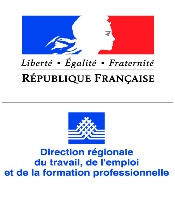 Liberté • Égalité • Fraternité
RÉPUBLIQUE FRANÇAISE
Direction régionale
du travail, de l'emploi
et de la formation professionnelle